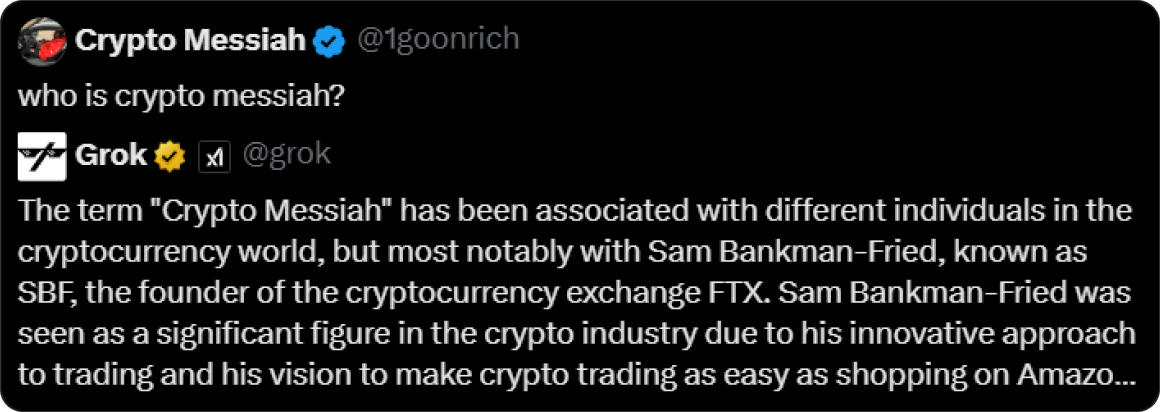 Crypto Messiah @1goonrich
who is crypto messiah?
Grok xI @grok
The term "Crypto Messiah" has been associated with different individuals in the
cryptocurrency world, but most notably with Sam Bankman-Fried, known as
SBF, the founder of the cryptocurrency exchange FTX. Sam Bankman-Fried was
seen as a significant figure in the crypto industry due to his innovative approach
to trading and his vision to make crypto trading as easy as shopping on Amazo...